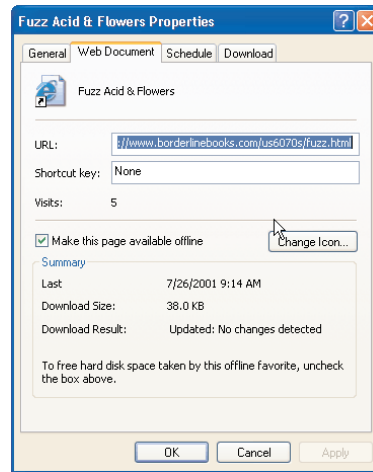 Fuzz Acid & Flowers Properties
General Web Document Schedule Download
Fuzz Acid & Flowers
URL: ://www.borderlinebooks.com/us6070s/fuzz.html
Shortcut key: None
Visits: 5
Make this page available offline Change Icon...
Summary
Last 7/26/2001 9:14 AM
Download Size: 38.0 KB
Download Result: Updated: No changes detected
To free hard disk space taken by this offline favorite, uncheck
the box above.
OK Cancel Apply